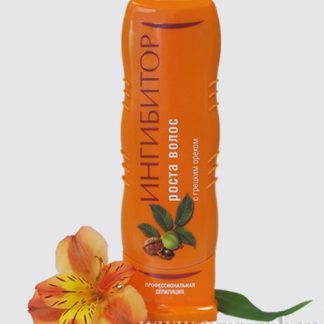 ИНГИБИТОР
роста волос
с грецким орехом
ПРОФЕССИОНАЛЬНАЯ
ДЕПИЛЯЦИЯ